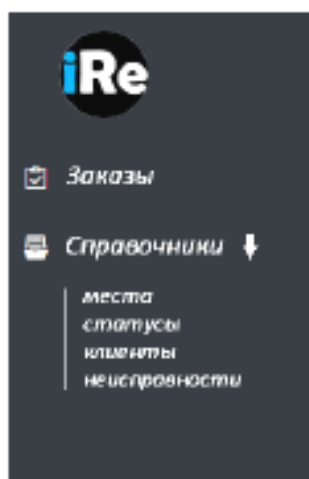 iRe
Заказы
Справочники
места
статусы
клиенты
неисправности